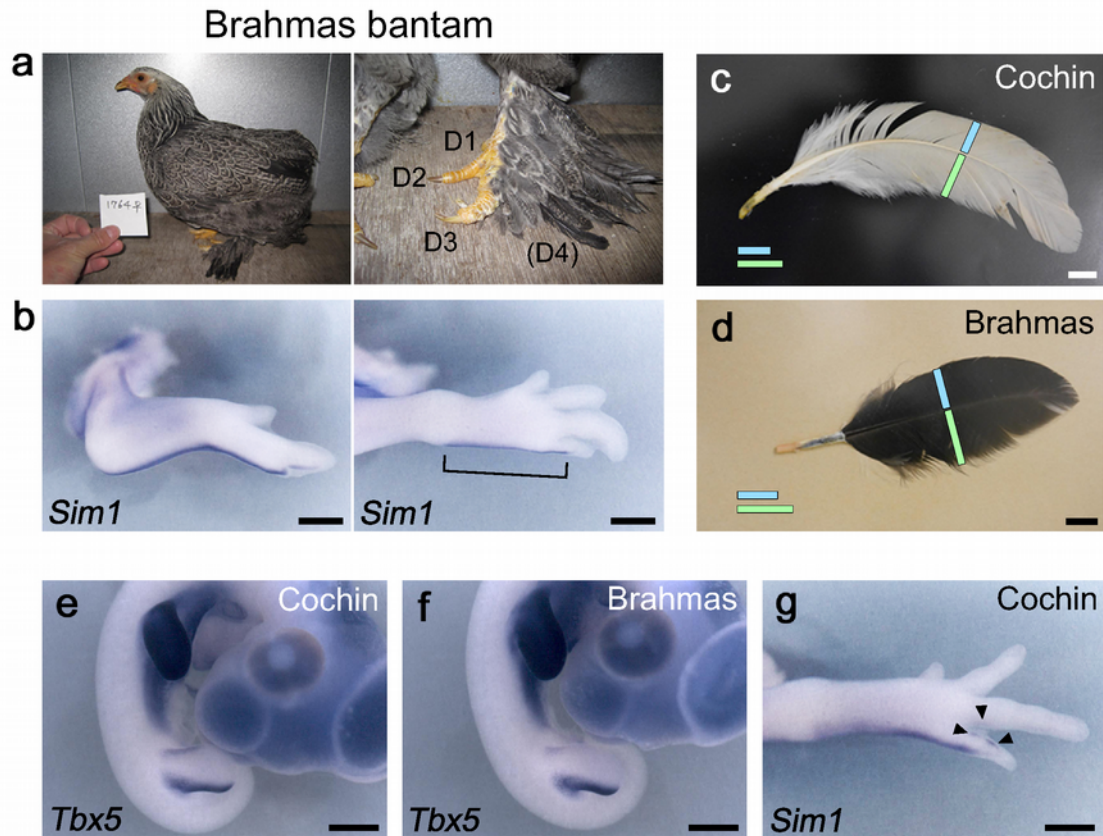 Brahmas bantam
a
1764♀
D1
D2
D3
(D4)
c
Cochin
b
Sim1
Sim1
d
Brahmas
e
Cochin
Tbx5
f
Brahmas
Tbx5
g
Cochin
Sim1